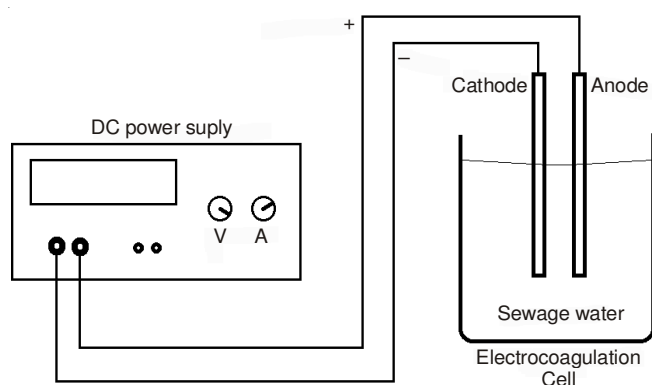 +
–
Cathode Anode
DC power suply
V A
Sewage water
Electrocoagulation
Cell